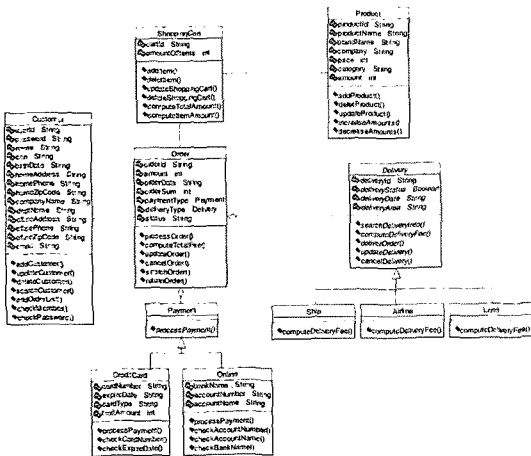 ShoppingCart
cartId String
amountOfItems int
addItem()
deleteItem()
updateShoppingCart()
deleteShoppingCart()
computeTotalAmount()
computeItemAmount()
Product
productId String
productName String
brandName String
company String
price int
category String
amount int
addProduct()
deleteProduct()
updateProduct()
increaseAmounts()
decreaseAmounts()
Customer
userId String
password String
name String
String
birthDate String
homeAddress String
homePhone String
homeZipCode String
companyName String
deptName String
officeAddress String
officePhone String
officeZipCode String
email String
addCustomer()
updateCustomer()
deleteCustomer()
searchCustomer()
checkMember()
checkPassword()
Order
orderId String
amount int
orderDate String
orderSum int
paymentType Payment
deliveryType Delivery
status String
processOrder()
computeTotalFee()
updateOrder()
cancelOrder()
searchOrder()
returnOrder()
Delivery
deliveryId String
deliveryStatus Boolean
deliveryDate String
deliveryArea String
searchDeliveryInfo()
computeDeliveryFee()
deliverOrder()
updateDelivery()
cancelDelivery()
Payment
processPayment()
Ship
computeDeliveryFee()
Airline
computeDeliveryFee()
Land
computeDeliveryFee()
CreditCard
cardNumber String
expireDate String
cardType String
limitAmount int
processPayment()
checkCardNumber()
checkExpireDate()
Online
bankName String
accountNumber String
accountName String
processPayment()
checkAccountNumber()
checkAccountName()
checkBankName()